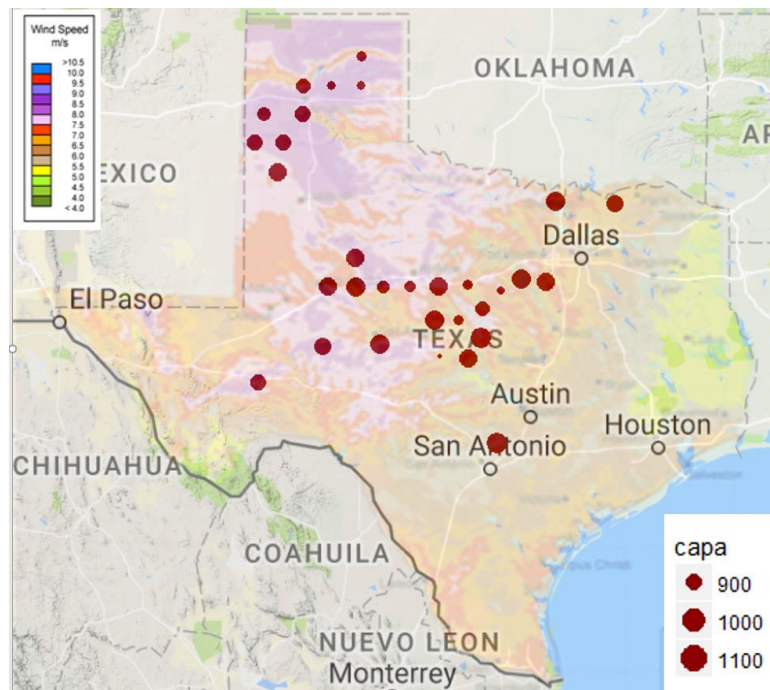 Wind Speed
m/s
>10.5
10.0
9.5
9.0
8.5
8.0
7.5
7.0
6.5
6.0
5.5
5.0
4.5
4.0
< 4.0
OKLAHOMA
AR
EXICO
Dallas
El Paso
TEXAS
Austin
Houston
San Antonio
CHIHUAHUA
COAHUILA
NUEVO LEON
Monterrey
capa
900
1000
1100